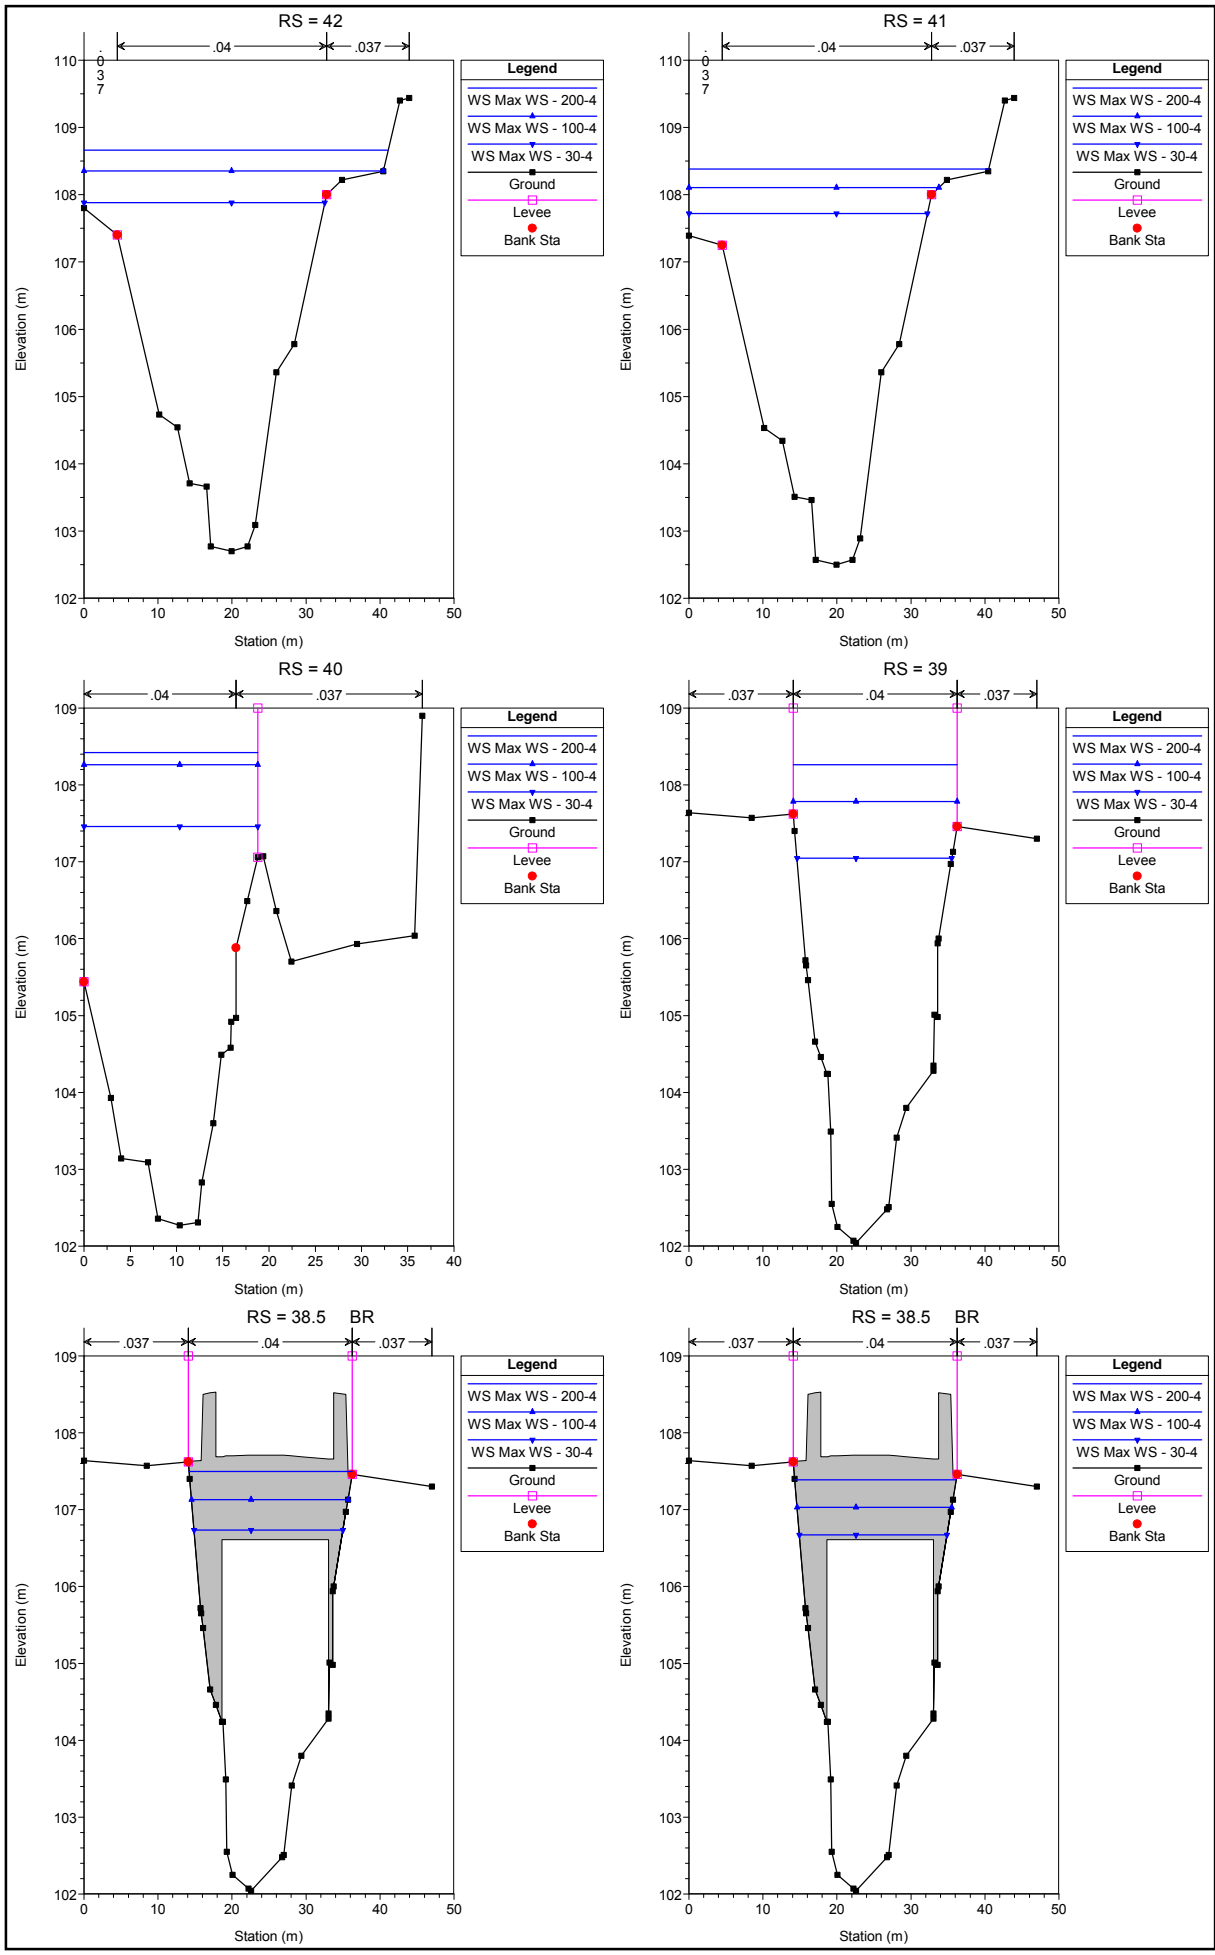 RS = 42
.037
.04
.037
110
109
108
107
106
105
104
103
102
0
10
20
30
40
50
Elevation (m)
Station (m)
Legend
WS Max WS - 200-4
WS Max WS - 100-4
WS Max WS - 30-4
Ground
Levee
Bank Sta
RS = 41
.037
.04
.037
110
109
108
107
106
105
104
103
102
0
10
20
30
40
50
Elevation (m)
Station (m)
Legend
WS Max WS - 200-4
WS Max WS - 100-4
WS Max WS - 30-4
Ground
Levee
Bank Sta
RS = 40
.04
.037
109
108
107
106
105
104
103
102
0
5
10
15
20
25
30
35
40
Elevation (m)
Station (m)
Legend
WS Max WS - 200-4
WS Max WS - 100-4
WS Max WS - 30-4
Ground
Levee
Bank Sta
RS = 39
.037
.04
.037
109
108
107
106
105
104
103
102
0
10
20
30
40
50
Elevation (m)
Station (m)
Legend
WS Max WS - 200-4
WS Max WS - 100-4
WS Max WS - 30-4
Ground
Levee
Bank Sta
RS = 38.5 BR
.037
.04
.037
109
108
107
106
105
104
103
102
0
10
20
30
40
50
Elevation (m)
Station (m)
Legend
WS Max WS - 200-4
WS Max WS - 100-4
WS Max WS - 30-4
Ground
Levee
Bank Sta
RS = 38.5 BR
.037
.04
.037
109
108
107
106
105
104
103
102
0
10
20
30
40
50
Elevation (m)
Station (m)
Legend
WS Max WS - 200-4
WS Max WS - 100-4
WS Max WS - 30-4
Ground
Levee
Bank Sta